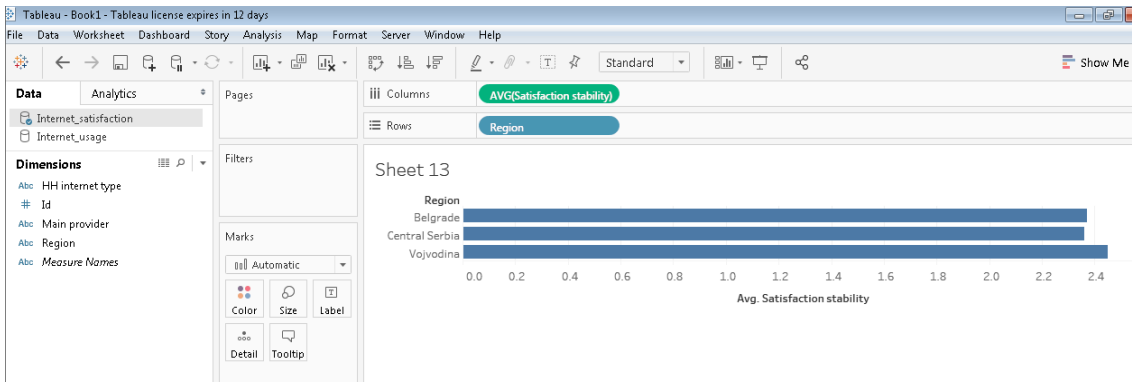 Tableau - Book1 - Tableau license expires in 12 days
File Data Worksheet Dashboard Story Analysis Map Format Server Window Help
Standard
Show Me
Data Analytics
Internet_satisfaction
Internet_usage
Dimensions
Abc HH internet type
# Id
Abc Main provider
Abc Region
Abc Measure Names
Pages
Filters
Marks
Automatic
Color Size Label
Detail Tooltip
Columns AVG(Satisfaction stability)
Rows Region
Sheet 13
Region
Belgrade
Central Serbia
Vojvodina
0.0 0.2 0.4 0.6 0.8 1.0 1.2 1.4 1.6 1.8 2.0 2.2 2.4
Avg. Satisfaction stability